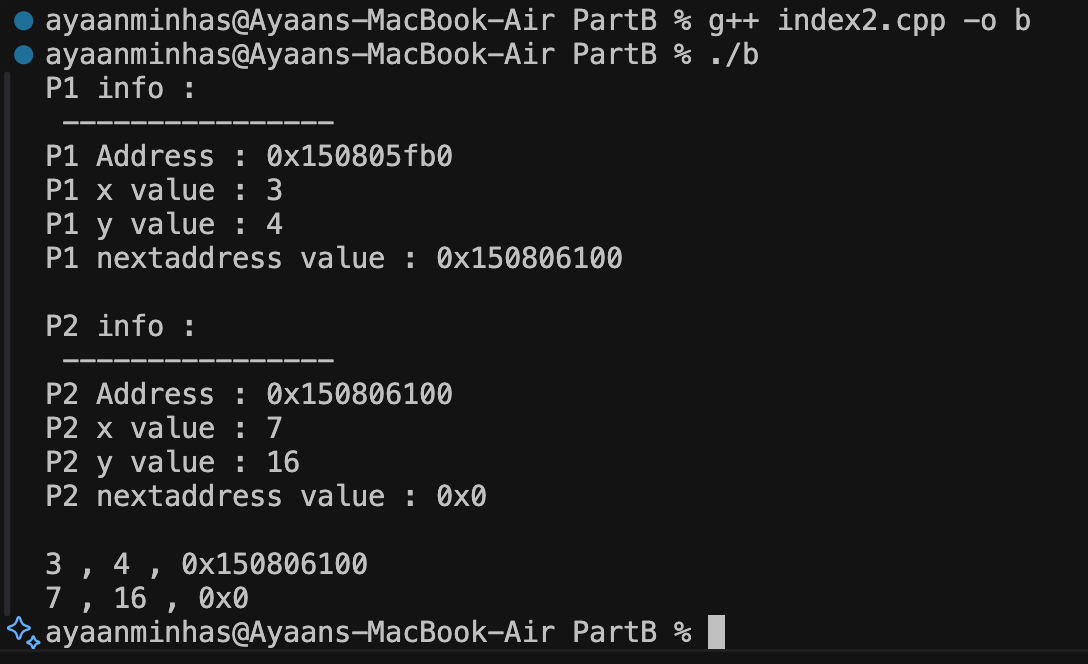 ayaanminhas@Ayaans-MacBook-Air PartB % g++ index2.cpp -o b
ayaanminhas@Ayaans-MacBook-Air PartB % ./b
P1 info :
 ----------------
P1 Address : 0x150805fb0
P1 x value : 3
P1 y value : 4
P1 nextaddress value : 0x150806100

P2 info :
 ----------------
P2 Address : 0x150806100
P2 x value : 7
P2 y value : 16
P2 nextaddress value : 0x0

3 , 4 , 0x150806100
7 , 16 , 0x0
ayaanminhas@Ayaans-MacBook-Air PartB %